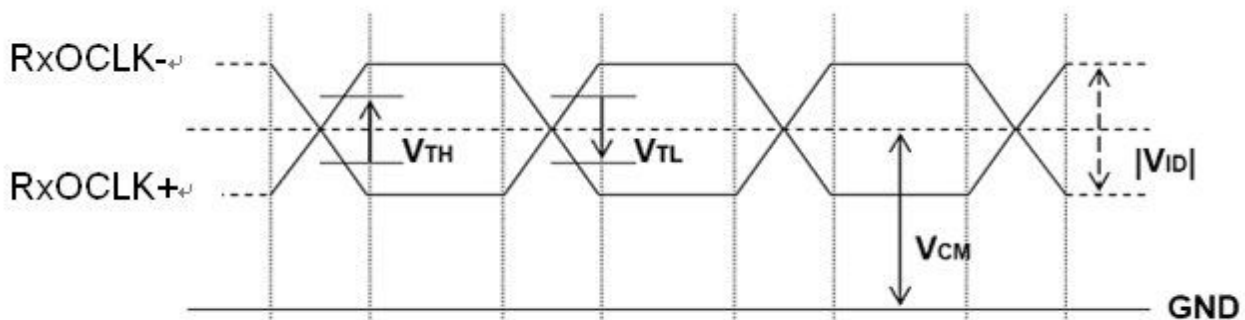 RxOCLK-↵
VTH
VTL
RxOCLK+↵
|VID|
VCM
GND